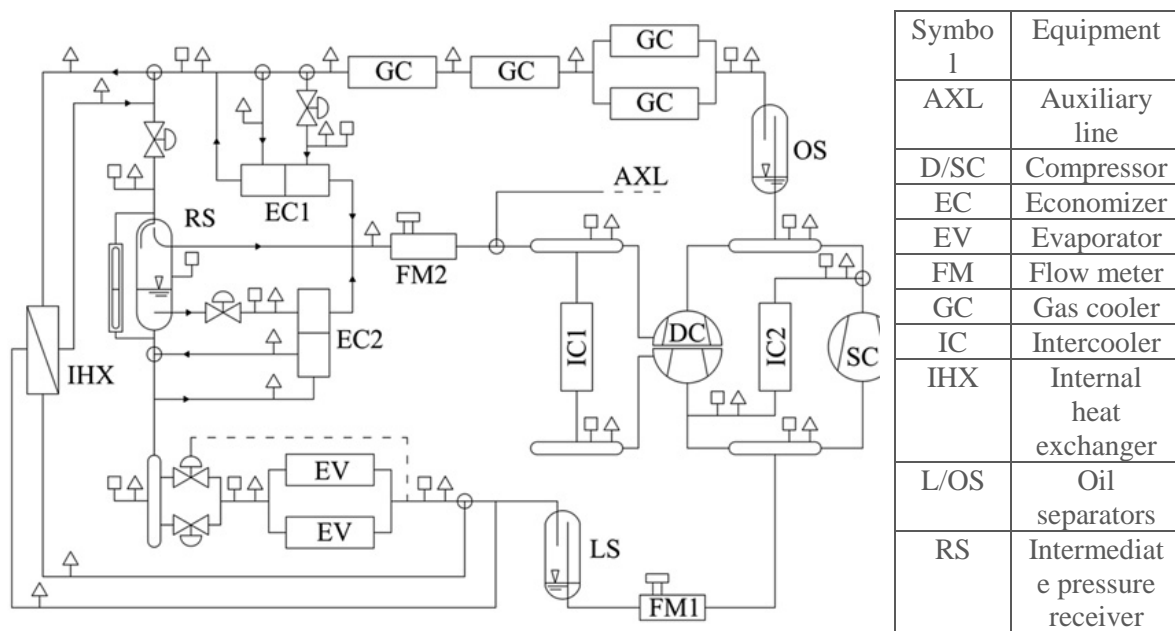 GC
GC
GC
GC
OS
AXL
EC1
RS
FM2
EC2
IC1
DC
IC2
SC
IHX
EV
EV
LS
FM1
Symbo
l
Equipment
AXL
Auxiliary
line
D/SC
Compressor
EC
Economizer
EV
Evaporator
FM
Flow meter
GC
Gas cooler
IC
Intercooler
IHX
Internal
heat
exchanger
L/OS
Oil
separators
RS
Intermediat
e pressure
receiver